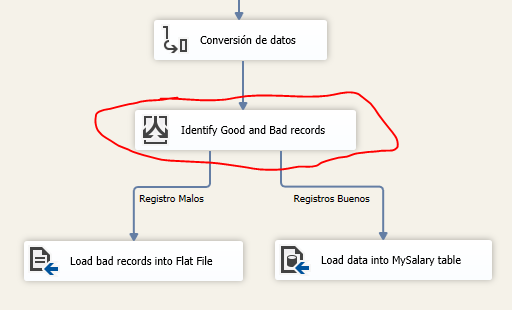 Conversión de datos
Identify Good and Bad records
Registro Malos
Registros Buenos
Load bad records into Flat File
Load data into MySalary table